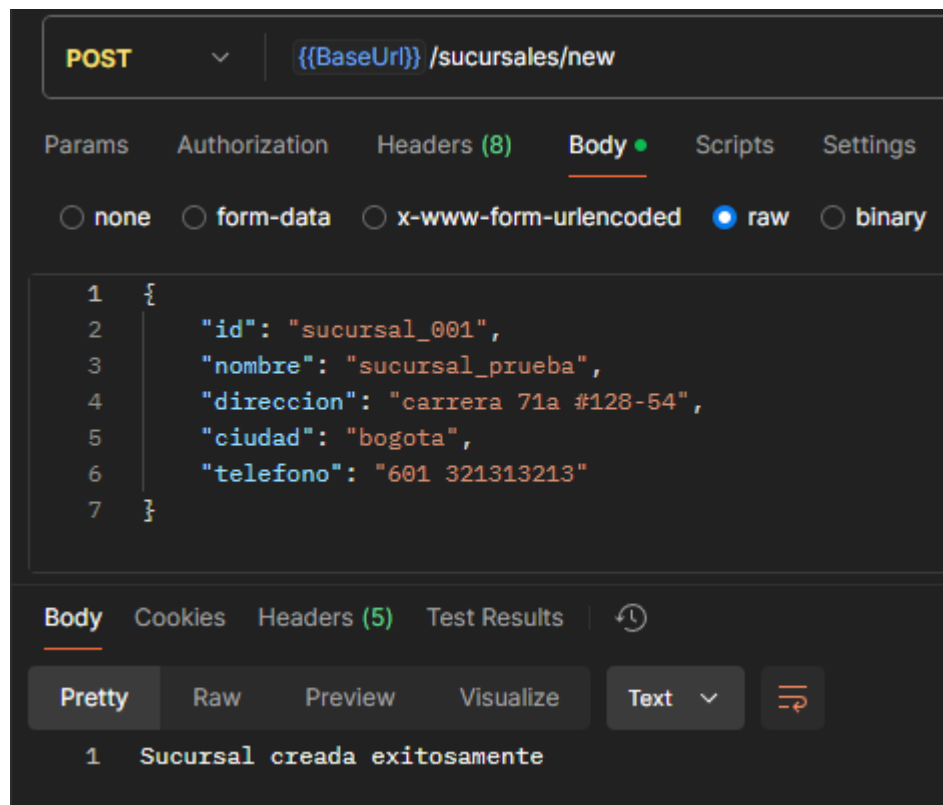 POST {{BaseUrl}} /sucursales/new
Params Authorization Headers (8) Body Scripts Settings
none form-data x-www-form-urlencoded raw binary
1 {
2 "id": "sucursal_001",
3 "nombre": "sucursal_prueba",
4 "direccion": "carrera 71a #128-54",
5 "ciudad": "bogota",
6 "telefono": "601 321313213"
7 }
Body Cookies Headers (5) Test Results
Pretty Raw Preview Visualize Text
1 Sucursal creada exitosamente